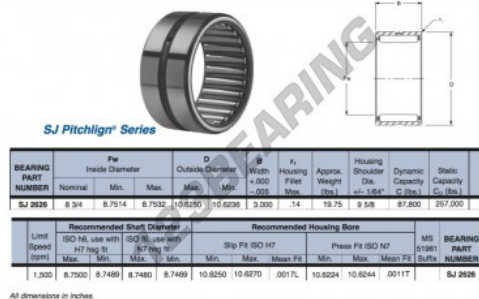 B
r₁
Fw
D
SJ Pitchlign® Series
123BEARING
BEARING PART NUMBER
Fw Inside Diameter
D Outside Diameter
B Width +.000 -.005
r₁ Housing Fillet Max.
Approx. Weight (lbs.)
Housing Shoulder Dia. +/- 1/64"
Dynamic Capacity C (lbs.)
Static Capacity C₀ (lbs.)
Nominal Min. Max. Max. Min.
SJ 2626 8 3/4 8.7514 8.7532 10.6250 10.6236 3.000 .14 19.75 9 5/8 87,800 257,000
Limit Speed (rpm)
Recommended Shaft Diameter
Recommended Housing Bore
MS 51961 Suffix
BEARING PART NUMBER
ISO h6, use with H7 hsg fit
ISO f6, use with N7 hsg fit
Slip Fit ISO H7
Press Fit ISO N7
Max. Min. Max. Min. Min. Max. Mean Fit Min. Max. Mean Fit
1,500 8.7500 8.7489 8.7480 8.7469 10.6250 10.6270 .0017L 10.6224 10.6244 .0011T SJ 2626
All dimensions in inches.